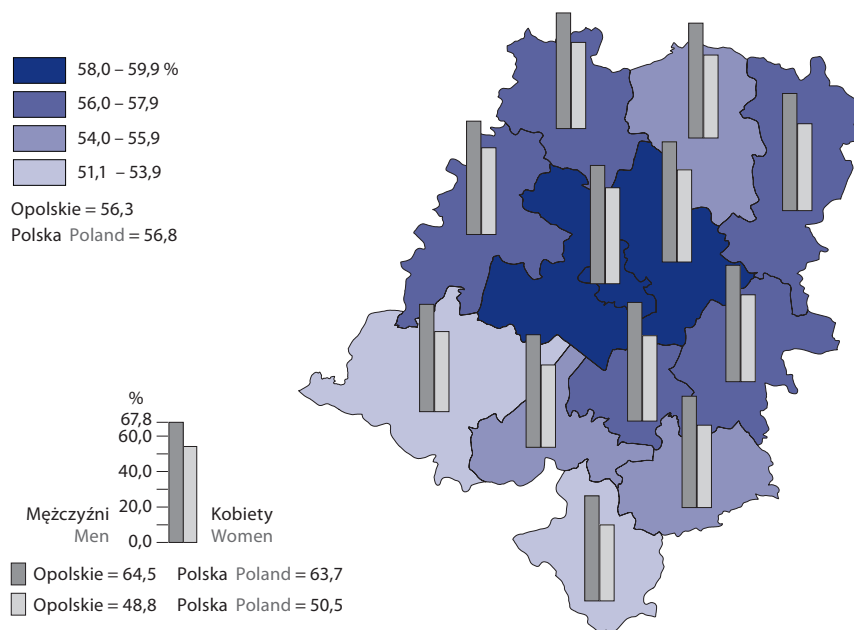 58,0 – 59,9 %
56,0 – 57,9
54,0 – 55,9
51,1 – 53,9
Opolskie = 56,3
Polska Poland = 56,8
%
67,8
60,0
40,0
20,0
0,0
Mężczyźni Kobiety
Men Women
Opolskie = 64,5 Polska Poland = 63,7
Opolskie = 48,8 Polska Poland = 50,5